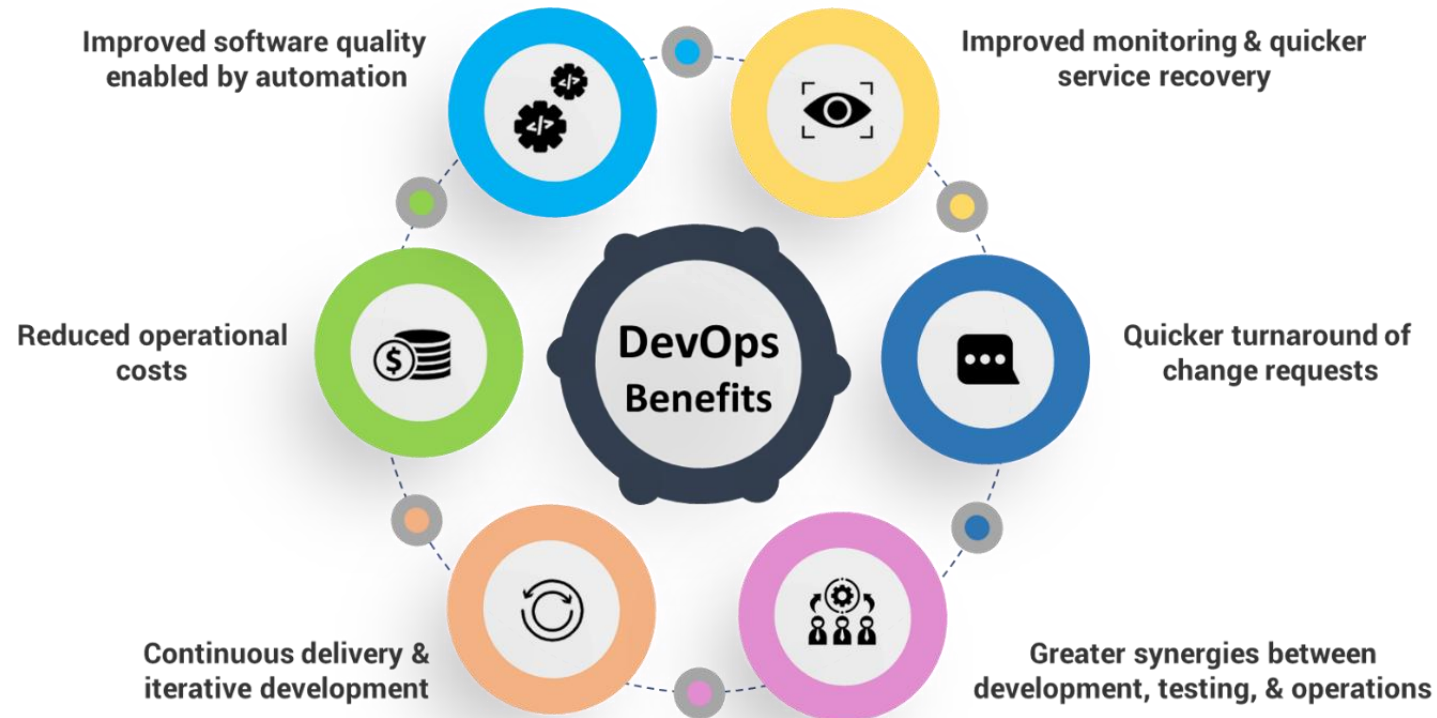 Improved software quality
enabled by automation
Improved monitoring & quicker
service recovery
</>
</>
$
Reduced operational
costs
DevOps
Benefits
Quicker turnaround of
change requests
Continuous delivery &
iterative development
Greater synergies between
development, testing, & operations